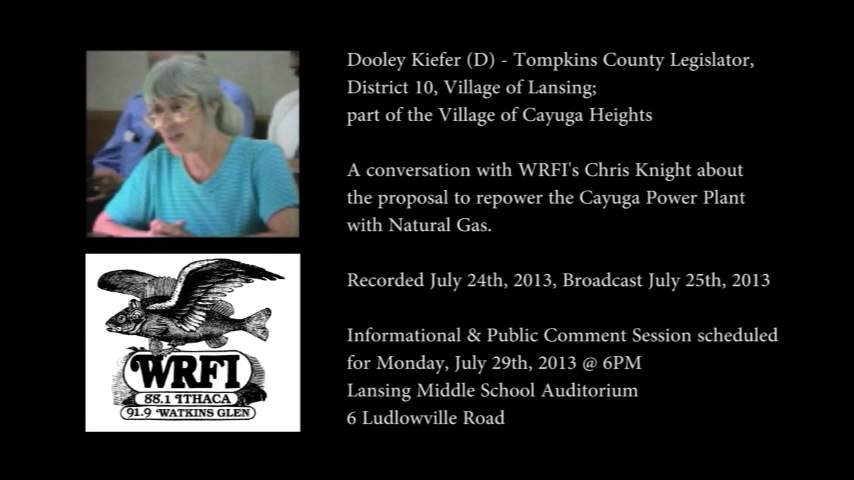 Dooley Kiefer (D) - Tompkins County Legislator,
District 10, Village of Lansing;
part of the Village of Cayuga Heights
A conversation with WRFI's Chris Knight about
the proposal to repower the Cayuga Power Plant
with Natural Gas.
Recorded July 24th, 2013, Broadcast July 25th, 2013
Informational & Public Comment Session scheduled
for Monday, July 29th, 2013 @ 6PM
Lansing Middle School Auditorium
6 Ludlowville Road
WRFI
88.1 ITHACA
91.9 WATKINS GLEN